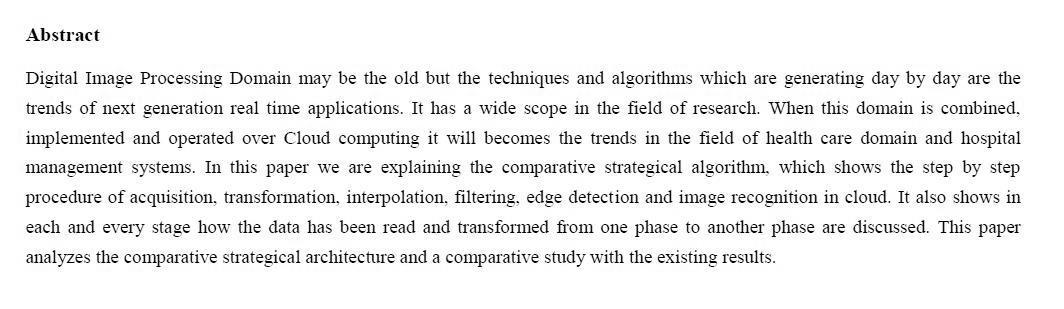 Abstract
Digital Image Processing Domain may be the old but the techniques and algorithms which are generating day by day are the
trends of next generation real time applications. It has a wide scope in the field of research. When this domain is combined,
implemented and operated over Cloud computing it will becomes the trends in the field of health care domain and hospital
management systems. In this paper we are explaining the comparative strategical algorithm, which shows the step by step
procedure of acquisition, transformation, interpolation, filtering, edge detection and image recognition in cloud. It also shows in
each and every stage how the data has been read and transformed from one phase to another phase are discussed. This paper
analyzes the comparative strategical architecture and a comparative study with the existing results.